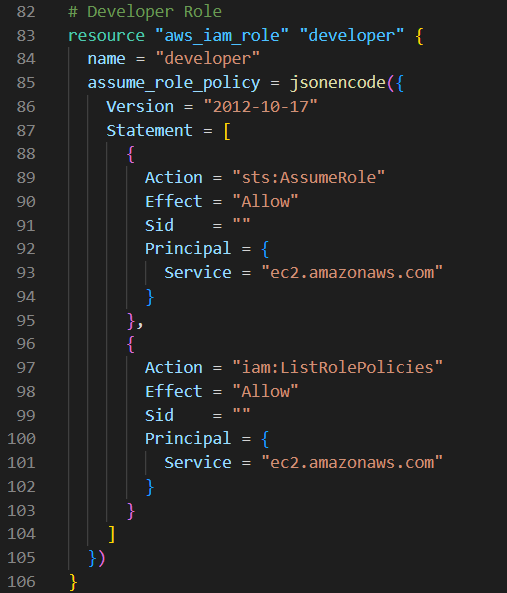 82 # Developer Role
83 resource "aws_iam_role" "developer" {
84   name = "developer"
85   assume_role_policy = jsonencode({
86     Version = "2012-10-17"
87     Statement = [
88       {
89         Action = "sts:AssumeRole"
90         Effect = "Allow"
91         Sid    = ""
92         Principal = {
93           Service = "ec2.amazonaws.com"
94         }
95       },
96       {
97         Action = "iam:ListRolePolicies"
98         Effect = "Allow"
99         Sid    = ""
100         Principal = {
101           Service = "ec2.amazonaws.com"
102         }
103       }
104     ]
105   })
106 }